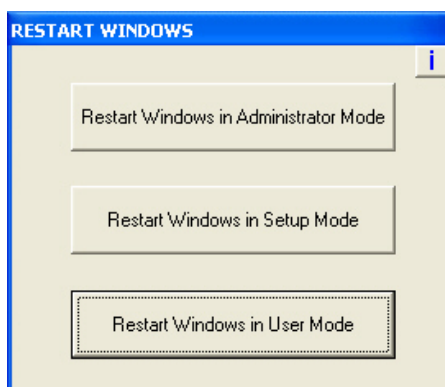 RESTART WINDOWS
i
Restart Windows in Administrator Mode
Restart Windows in Setup Mode
Restart Windows in User Mode